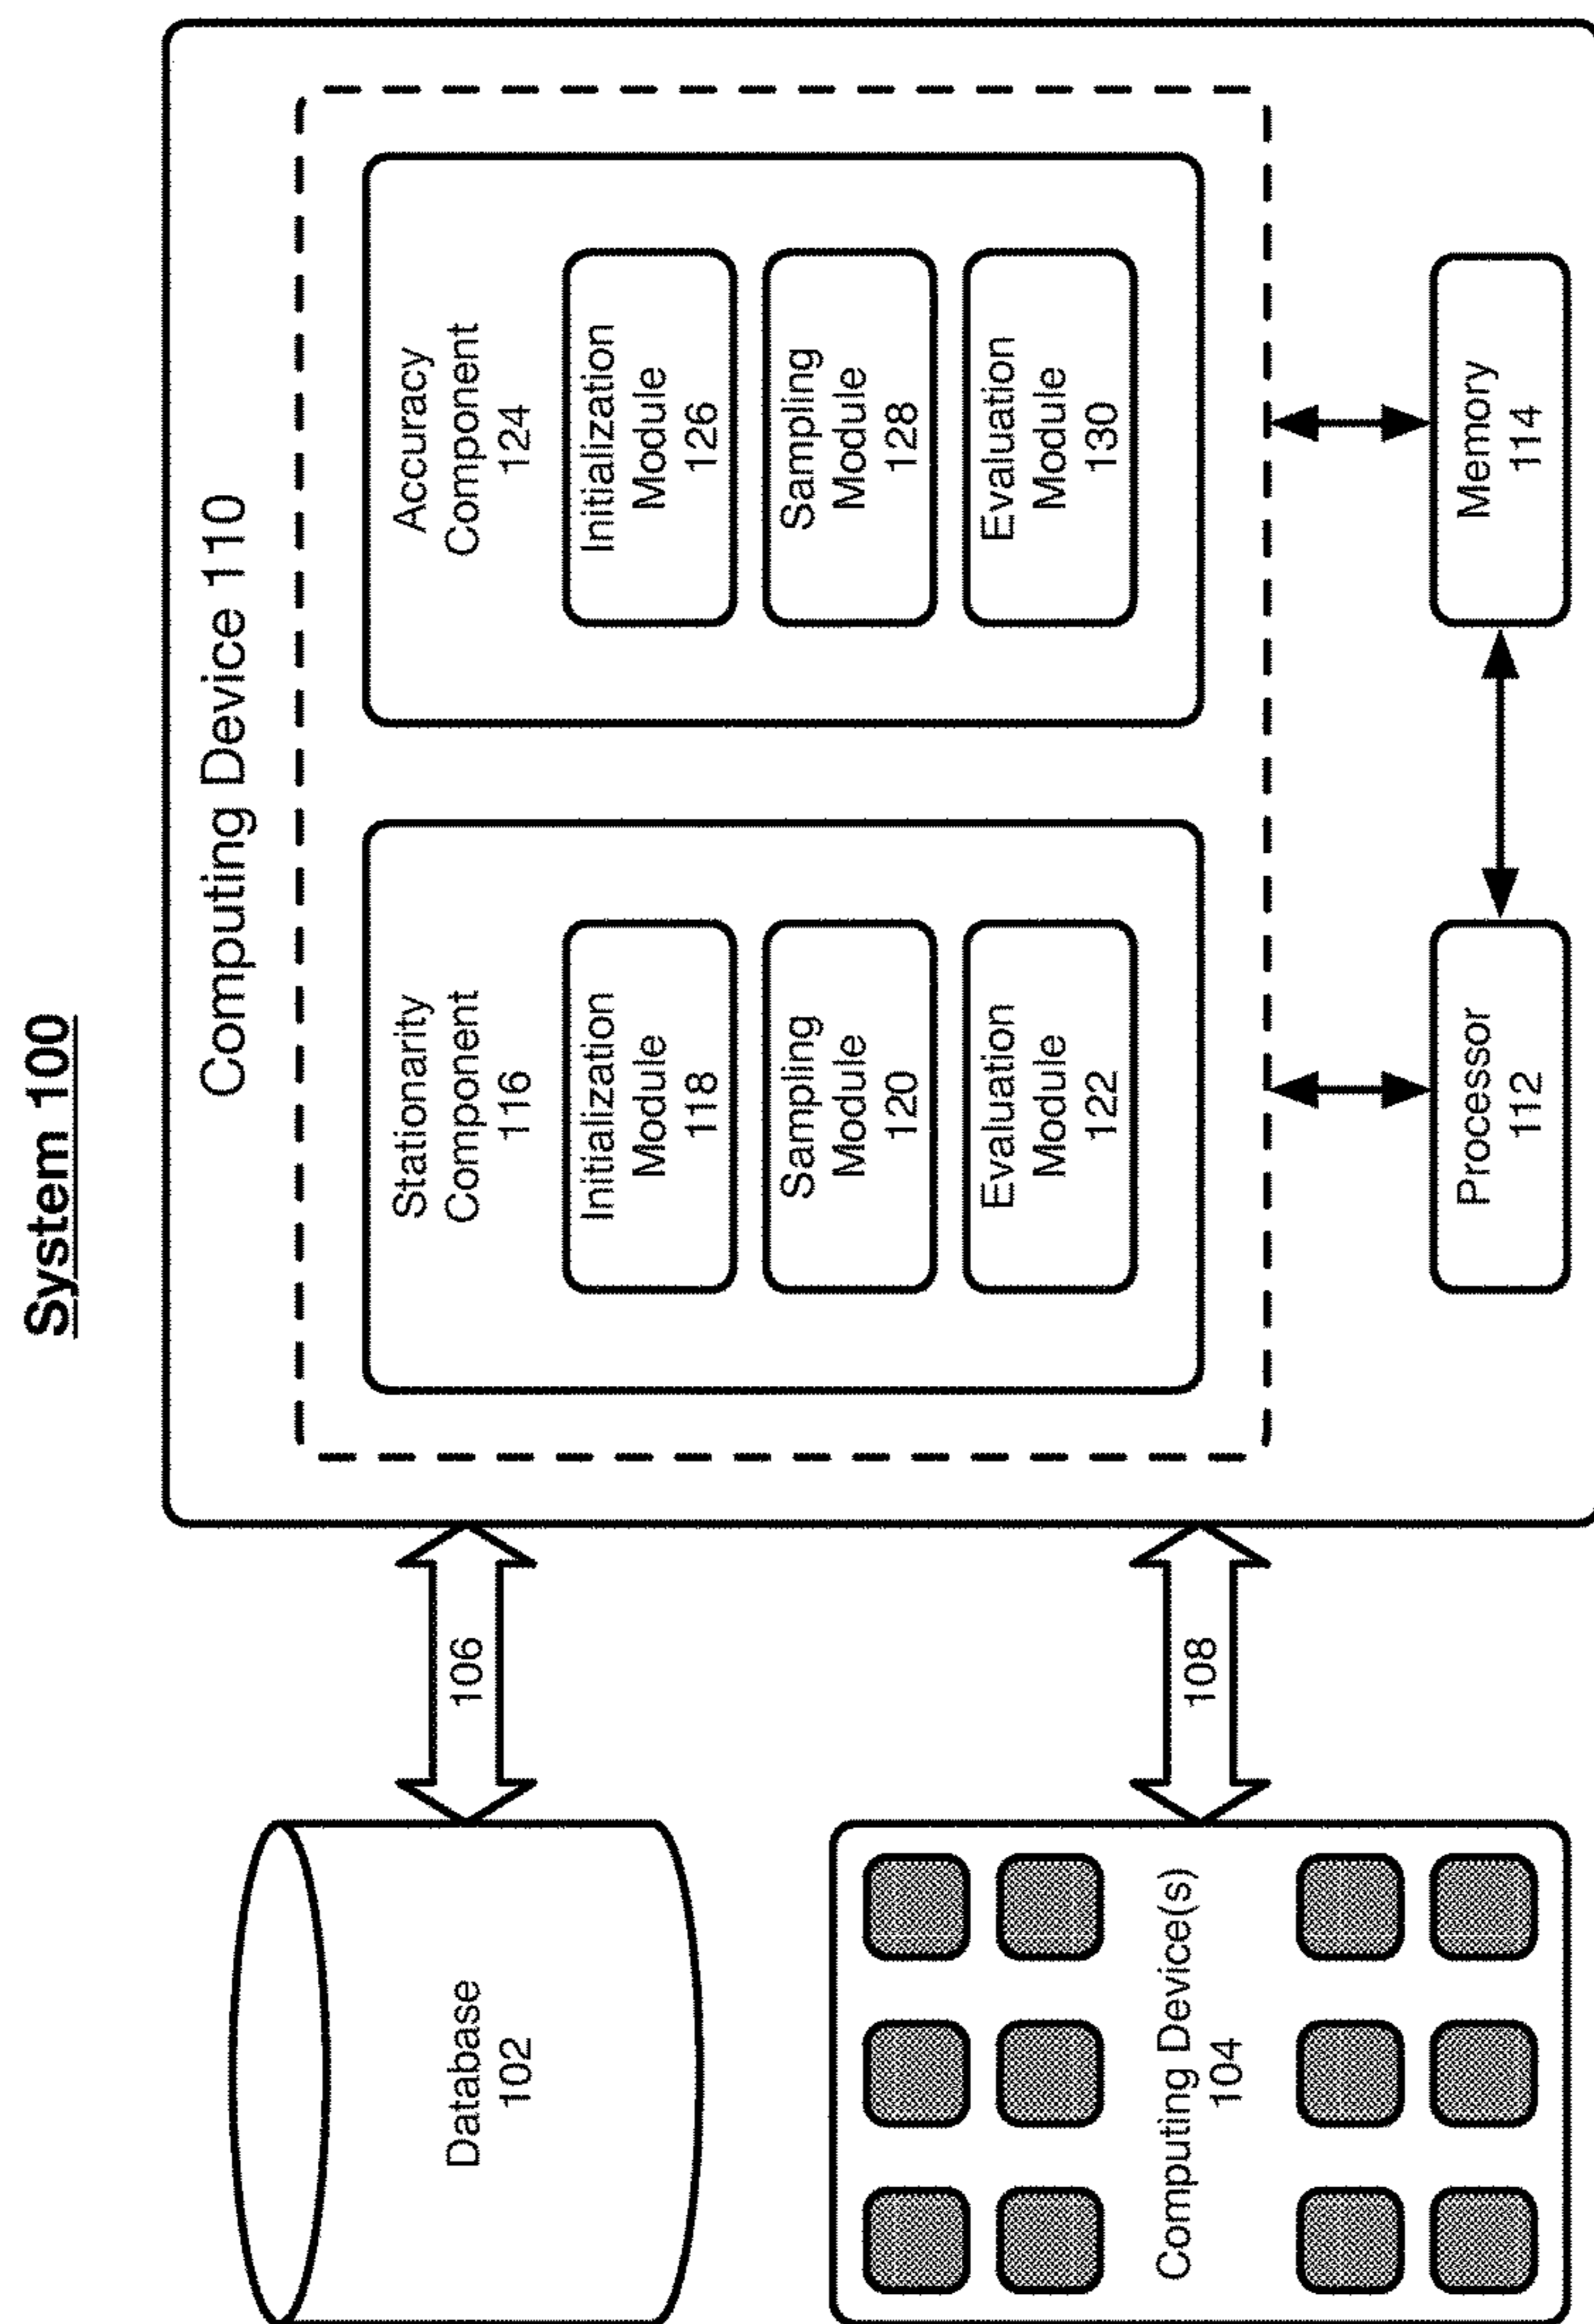 System 100
Computing Device 110
Database
102
106
Stationarity
Component
116
Initialization
Module
118
Sampling
Module
120
Evaluation
Module
122
Accuracy
Component
124
Initialization
Module
126
Sampling
Module
128
Evaluation
Module
130
Computing Device(s)
104
108
Processor
112
Memory
114